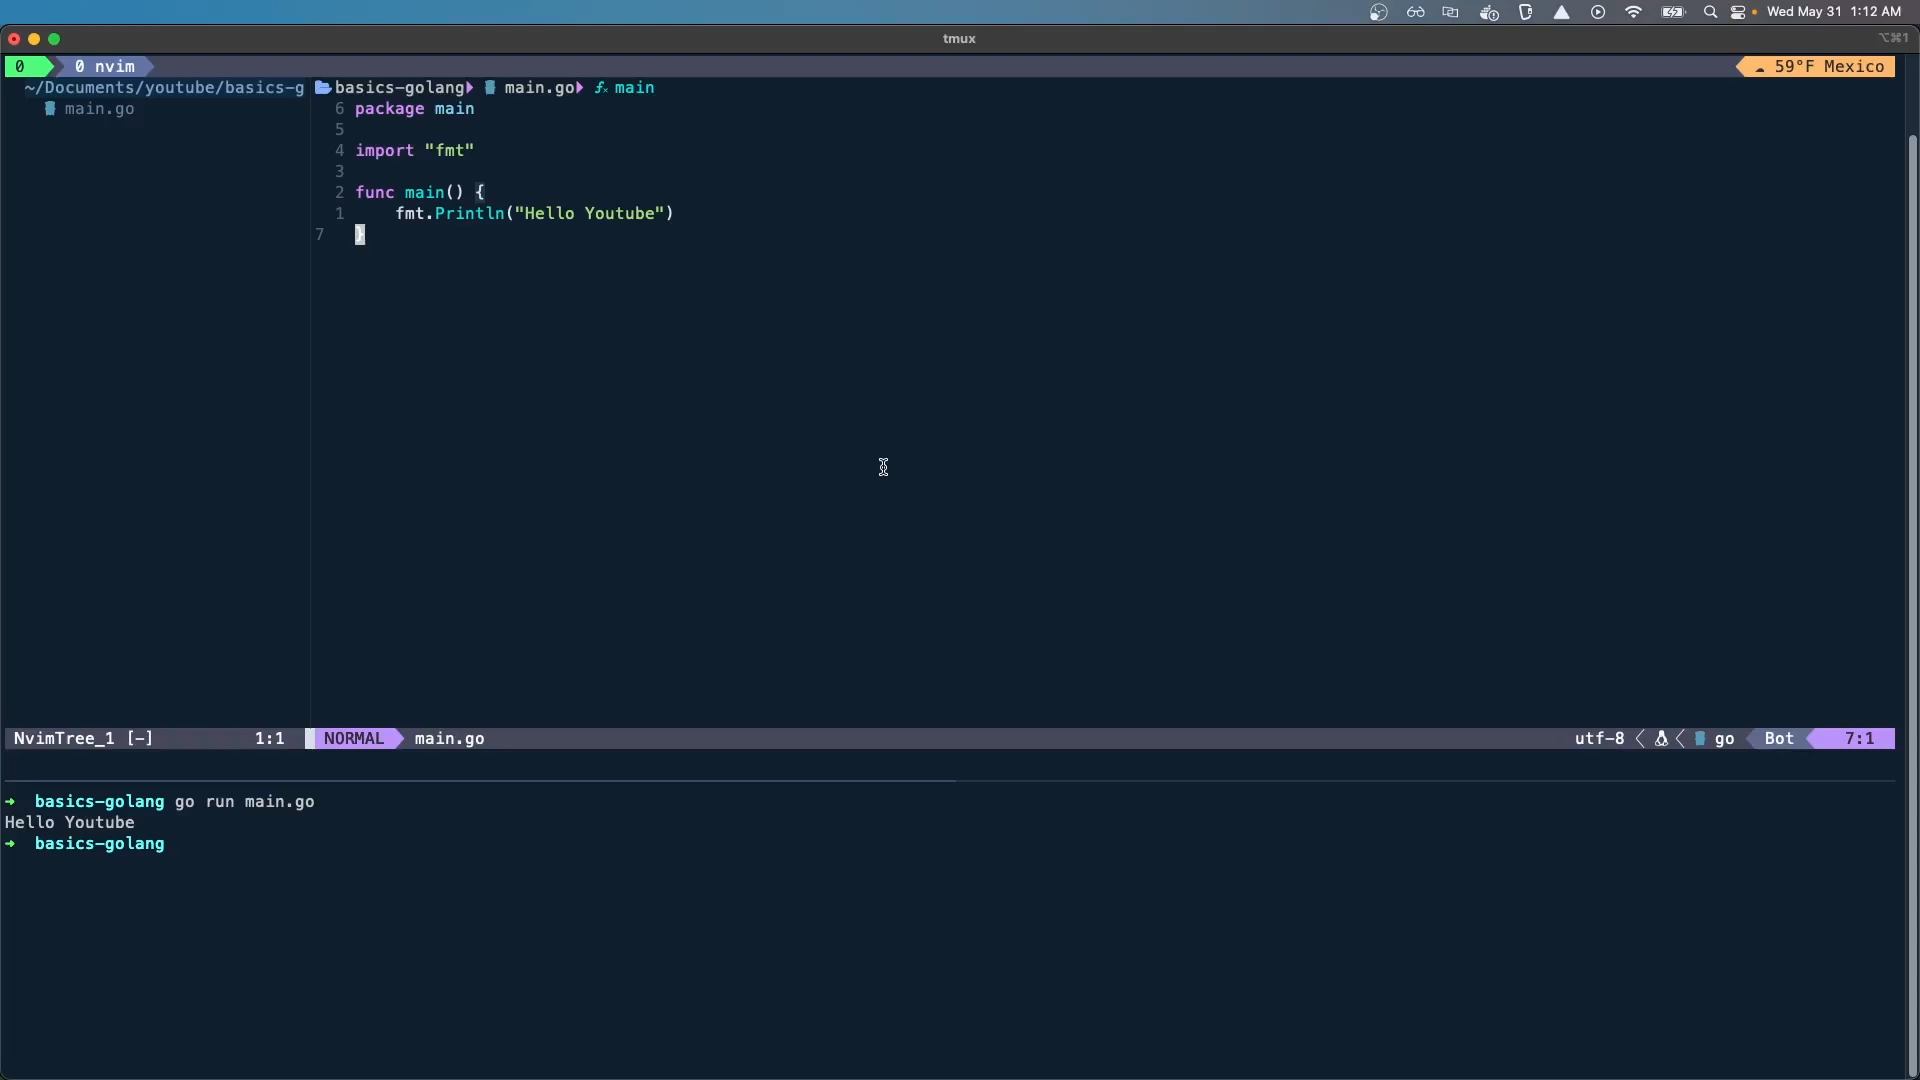 Wed May 31 1:12 AM
tmux
⌥⌘1
0 0 nvim
59°F Mexico
~/Documents/youtube/basics-g
main.go
basics-golang main.go main
6 package main
5
4 import "fmt"
3
2 func main() {
1 fmt.Println("Hello Youtube")
7 }
NvimTree_1 [-] 1:1
NORMAL main.go
utf-8 go Bot 7:1
➜ basics-golang go run main.go
Hello Youtube
➜ basics-golang